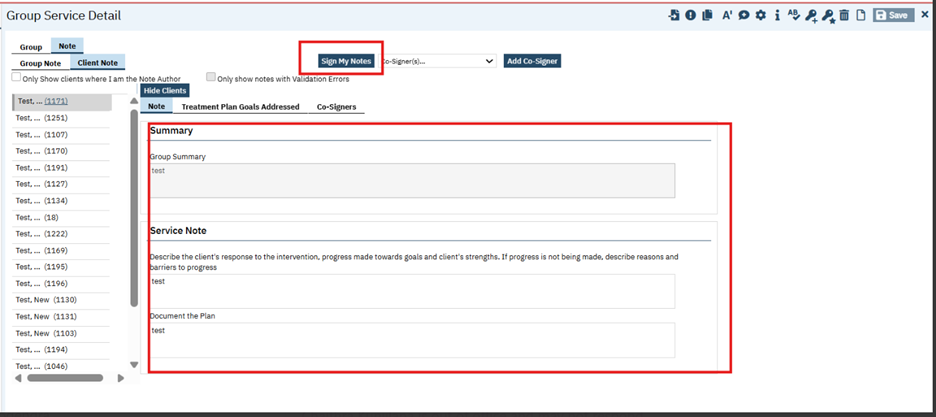 Group Service Detail
Save
Group Note
Group Note Client Note
Sign My Notes Co-Signer(s)... Add Co-Signer
Only Show clients where I am the Note Author Only show notes with Validation Errors
Hide Clients
Note Treatment Plan Goals Addressed Co-Signers
Test, ... (1171)
Test, ... (1251)
Test, ... (1107)
Test, ... (1170)
Test, ... (1191)
Test, ... (1127)
Test, ... (1134)
Test, ... (18)
Test, ... (1222)
Test, ... (1169)
Test, ... (1195)
Test, ... (1196)
Test, New (1130)
Test, New (1131)
Test, New (1103)
Test, ... (1194)
Test, ... (1046)
Summary
Group Summary
test
Service Note
Describe the client's response to the intervention, progress made towards goals and client's strengths. If progress is not being made, describe reasons and
barriers to progress
test
Document the Plan
test